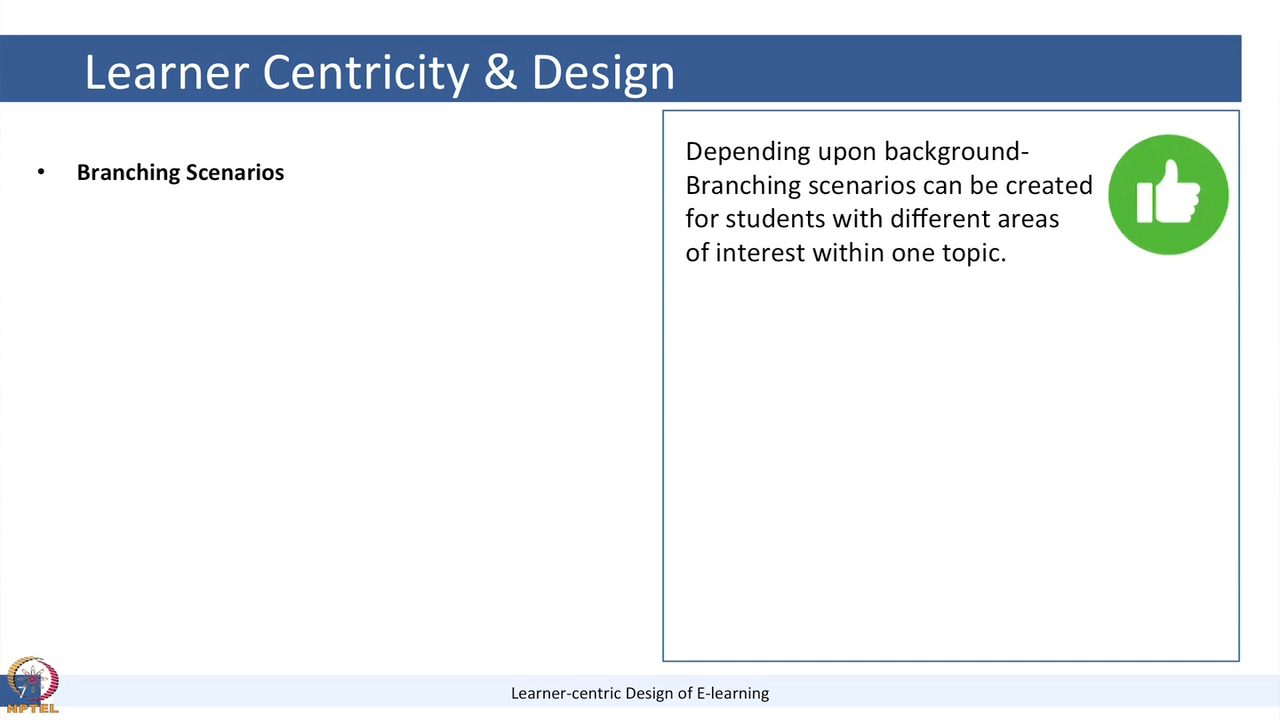 Learner Centricity & Design
• Branching Scenarios
Depending upon background-
Branching scenarios can be created
for students with different areas
of interest within one topic.
7
NPTEL
Learner-centric Design of E-learning